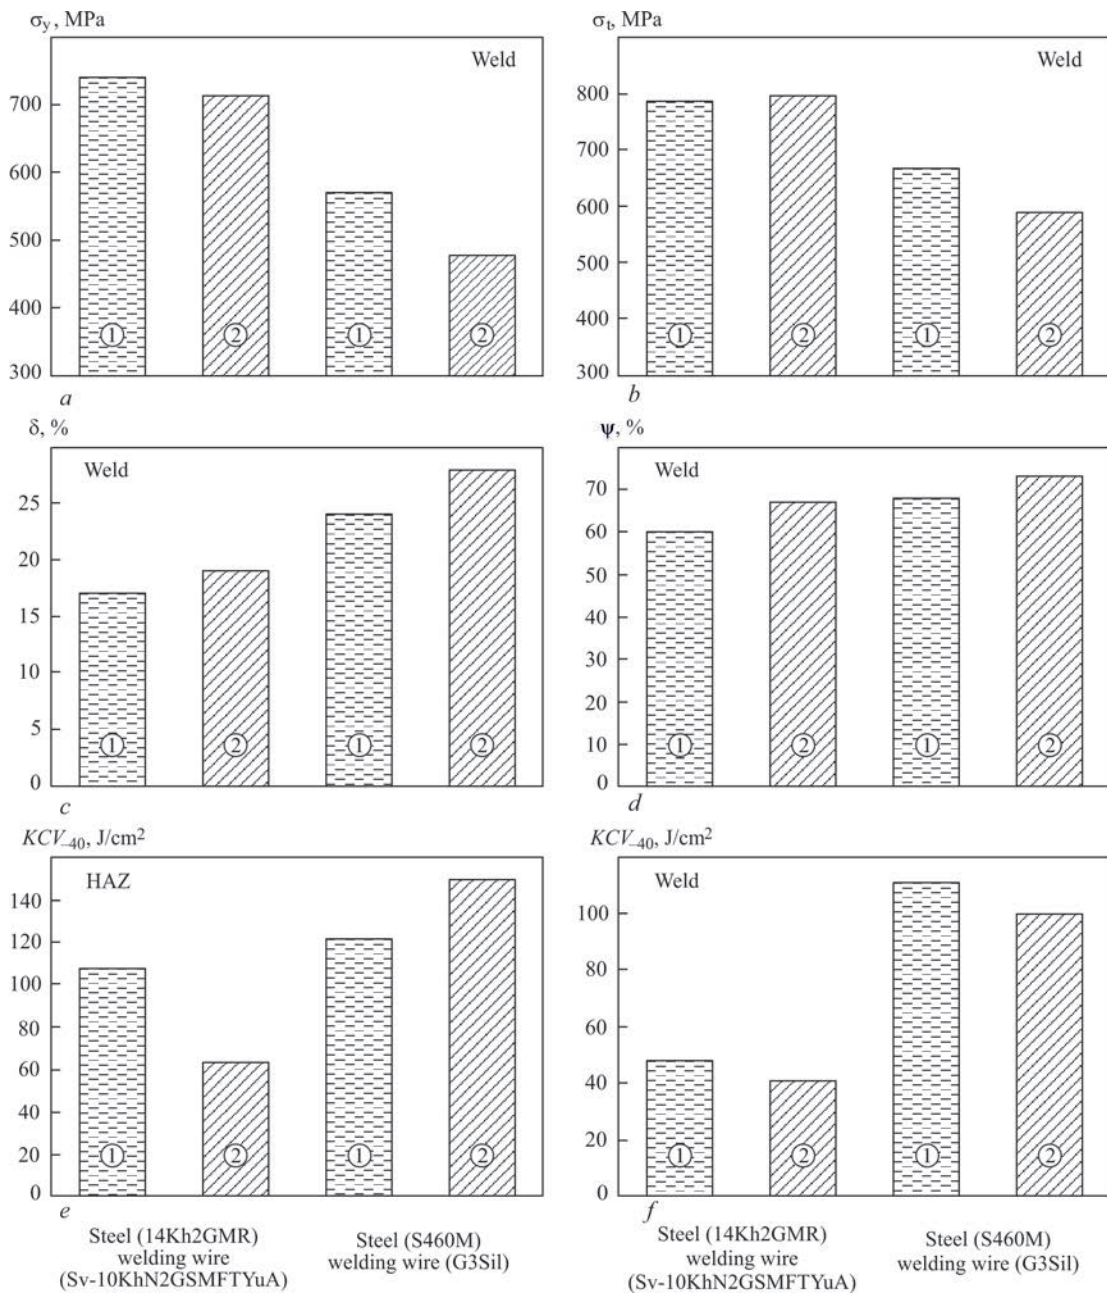 σy, MPa
Weld
700
600
500
400
300
1
2
1
2
a
σt, MPa
Weld
800
700
600
500
400
300
1
2
1
2
b
δ, %
Weld
25
20
15
10
5
0
1
2
1
2
c
ψ, %
Weld
70
60
50
40
30
20
10
0
1
2
1
2
d
KCV–40, J/cm²
HAZ
140
120
100
80
60
40
20
0
1
2
1
2
e
Steel (14Kh2GMR)
welding wire
(Sv-10KhN2GSMFTYuA)
Steel (S460M)
welding wire (G3Sil)
KCV–40, J/cm²
Weld
100
80
60
40
20
0
1
2
1
2
f
Steel (14Kh2GMR)
welding wire
(Sv-10KhN2GSMFTYuA)
Steel (S460M)
welding wire (G3Sil)